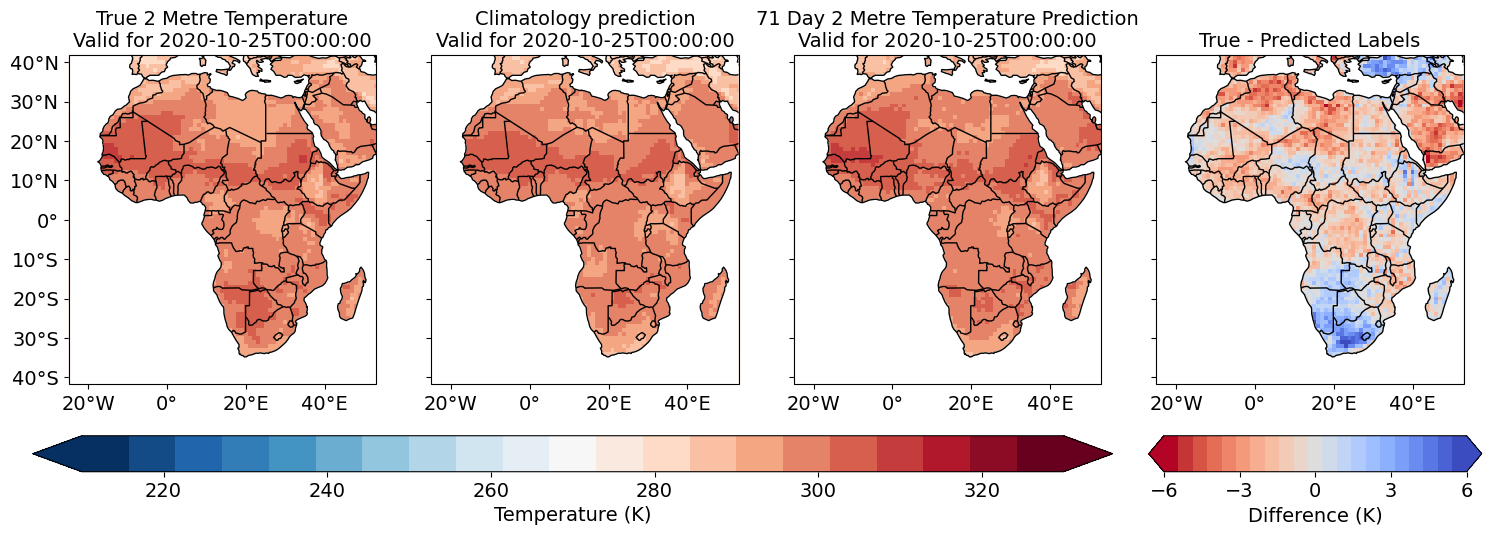 True 2 Metre Temperature
Valid for 2020-10-25T00:00:00
Climatology prediction
Valid for 2020-10-25T00:00:00
71 Day 2 Metre Temperature Prediction
Valid for 2020-10-25T00:00:00
True - Predicted Labels
40°N
30°N
20°N
10°N
0°
10°S
20°S
30°S
40°S
20°W 0° 20°E 40°E
20°W 0° 20°E 40°E
20°W 0° 20°E 40°E
20°W 0° 20°E 40°E
220 240 260 280 300 320
Temperature (K)
−6 −3 0 3 6
Difference (K)